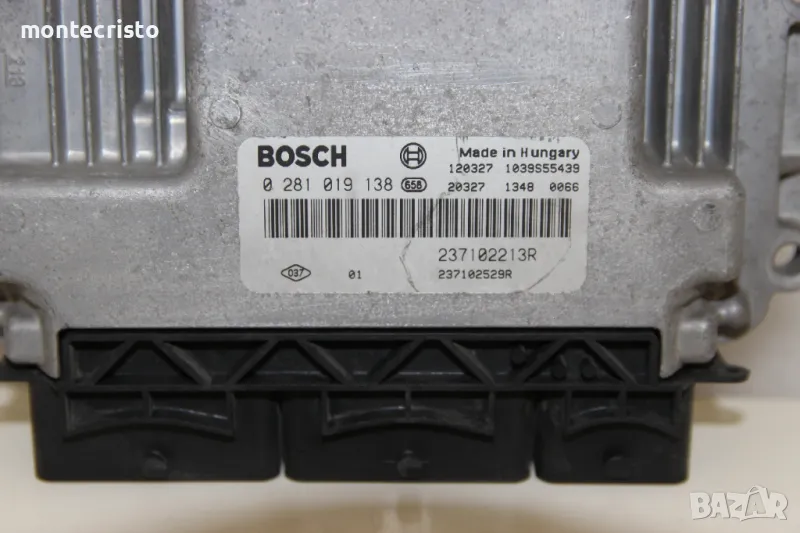 montecristo
BOSCH
Made in Hungary
120327 1039S55439
0 281 019 138 658
20327 1348 0066
237102213R
037 01 237102529R
BAZAR